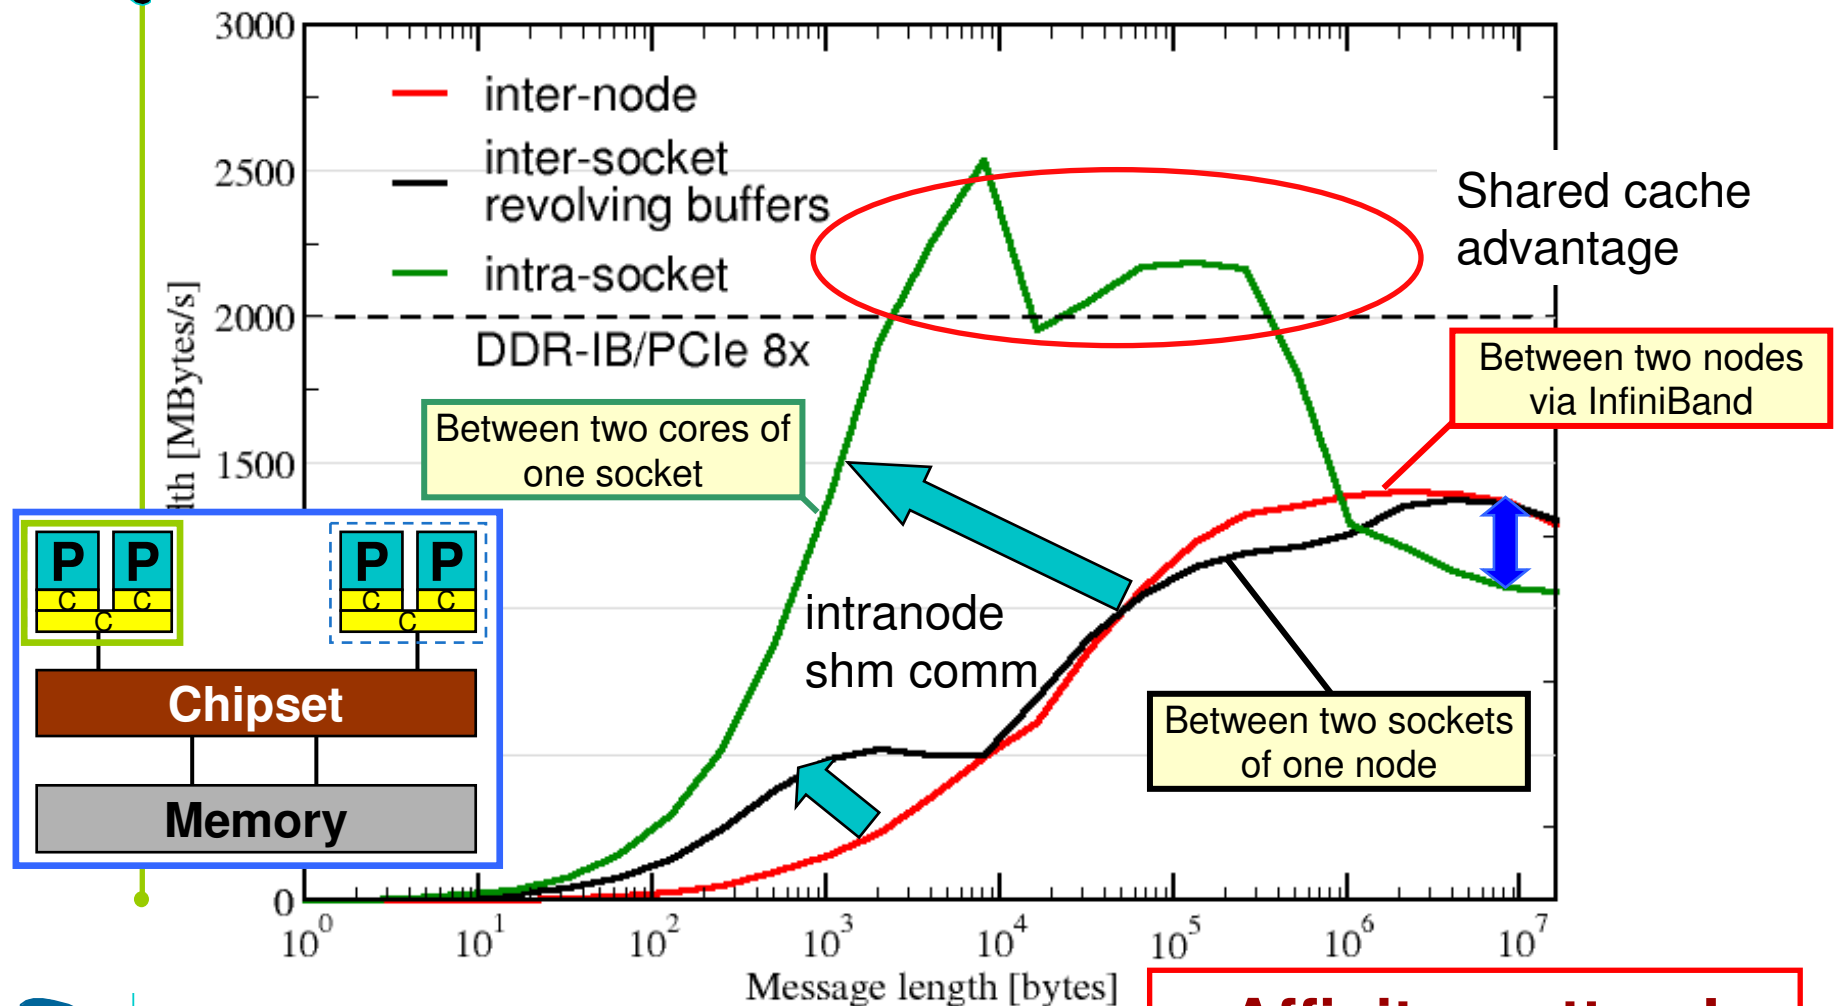 3000
inter-node
inter-socket
revolving buffers
2500
Shared cache
advantage
intra-socket
2000
DDR-IB/PCIe 8x
Between two nodes
via InfiniBand
Between two cores of
one socket
[MBytes/s]
1500
P P P P
C C C C
C C
intranode
shm comm
Chipset
Between two sockets
of one node
Memory
0
10^0 10^1 10^2 10^3 10^4 10^5 10^6 10^7
Message length [bytes]